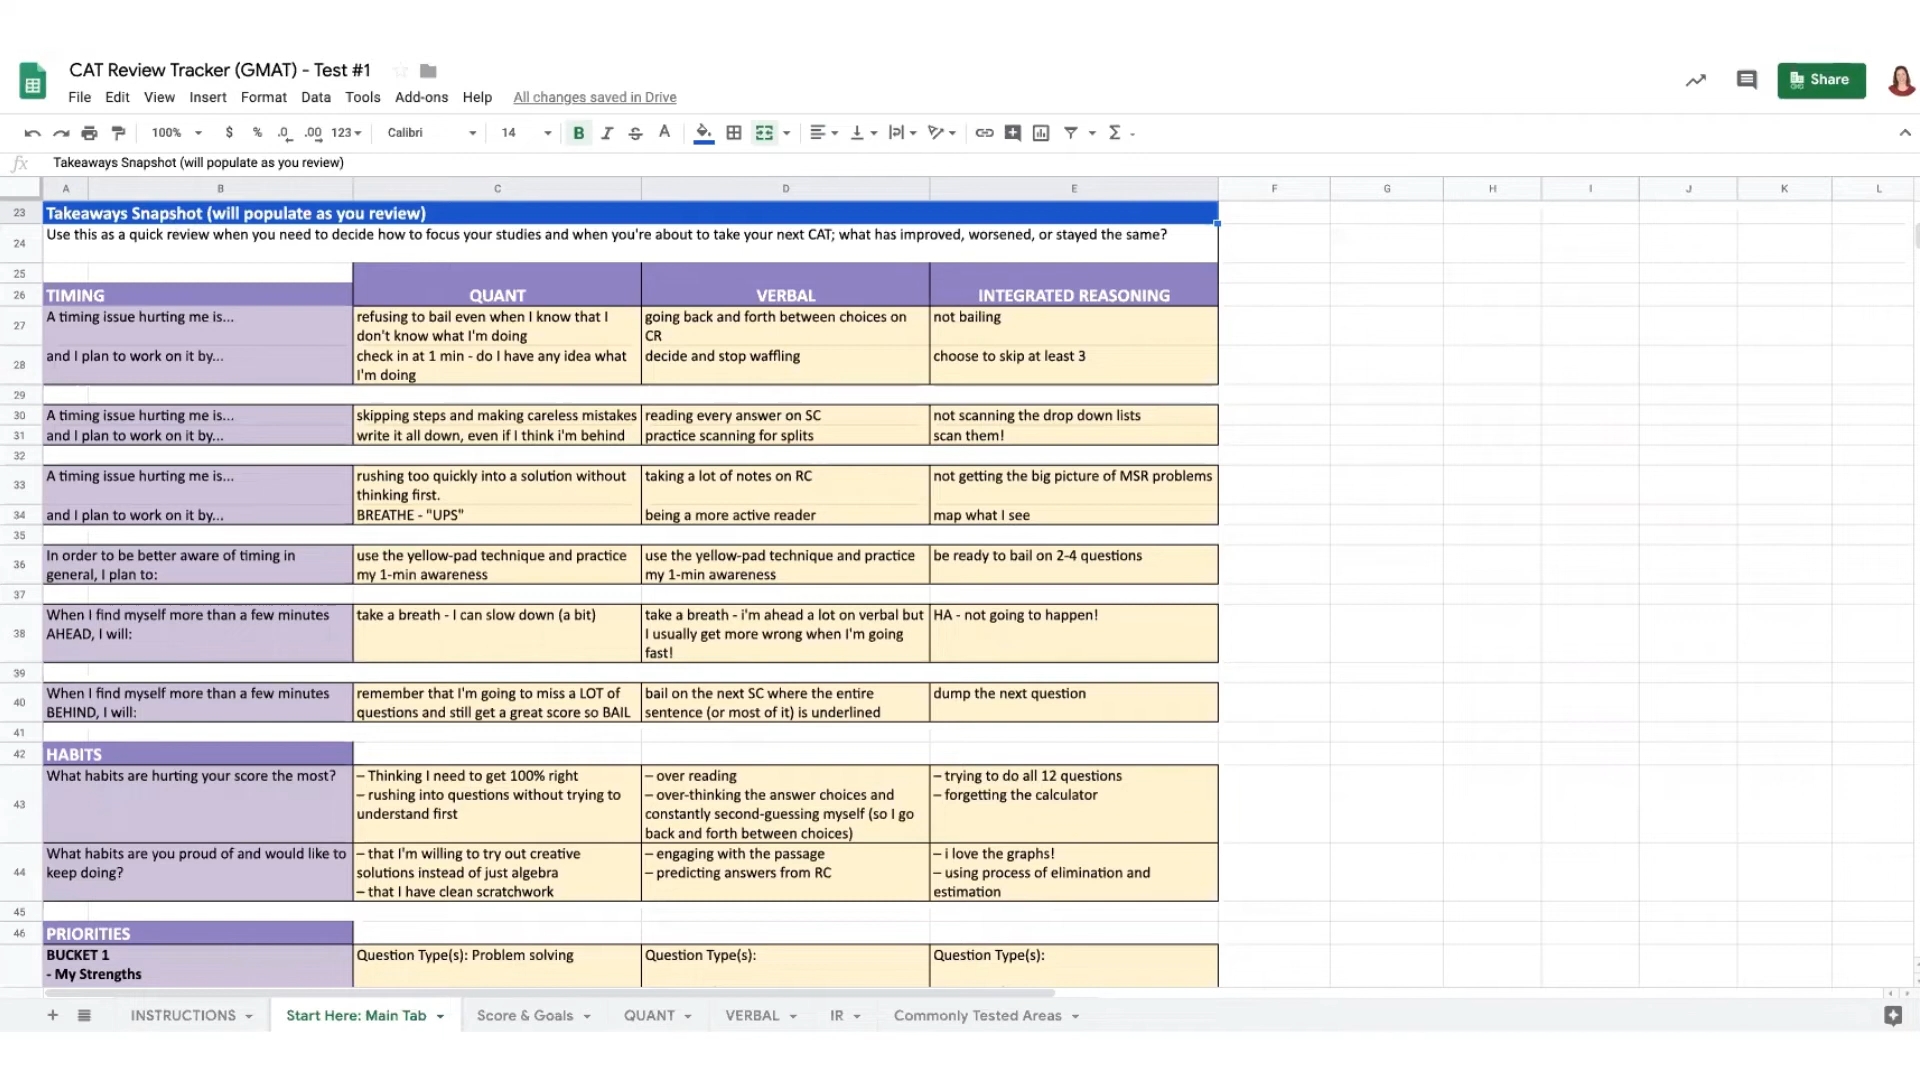 CAT Review Tracker (GMAT) - Test #1
File Edit View Insert Format Data Tools Add-ons Help All changes saved in Drive
Share
100% $ % .0 .00 123 Calibri 14 B I S A Σ
fx Takeaways Snapshot (will populate as you review)
A B C D E F G H I J K L
23 Takeaways Snapshot (will populate as you review)
24 Use this as a quick review when you need to decide how to focus your studies and when you're about to take your next CAT; what has improved, worsened, or stayed the same?
25
26 TIMING QUANT VERBAL INTEGRATED REASONING
27 A timing issue hurting me is...
refusing to bail even when I know that I
don't know what I'm doing
going back and forth between choices on
CR
not bailing
28 and I plan to work on it by...
check in at 1 min - do I have any idea what
I'm doing
decide and stop waffling
choose to skip at least 3
29
30 A timing issue hurting me is...
skipping steps and making careless mistakes
reading every answer on SC
not scanning the drop down lists
31 and I plan to work on it by...
write it all down, even if I think i'm behind
practice scanning for splits
scan them!
32
33 A timing issue hurting me is...
rushing too quickly into a solution without
thinking first.
taking a lot of notes on RC
not getting the big picture of MSR problems
34 and I plan to work on it by...
BREATHE - "UPS"
being a more active reader
map what I see
35
36 In order to be better aware of timing in
general, I plan to:
use the yellow-pad technique and practice
my 1-min awareness
use the yellow-pad technique and practice
my 1-min awareness
be ready to bail on 2-4 questions
37
38 When I find myself more than a few minutes
AHEAD, I will:
take a breath - I can slow down (a bit)
take a breath - i'm ahead a lot on verbal but
I usually get more wrong when I'm going
fast!
HA - not going to happen!
39
40 When I find myself more than a few minutes
BEHIND, I will:
remember that I'm going to miss a LOT of
questions and still get a great score so BAIL
bail on the next SC where the entire
sentence (or most of it) is underlined
dump the next question
41
42 HABITS
43 What habits are hurting your score the most?
– Thinking I need to get 100% right
– rushing into questions without trying to
understand first
– over reading
– over-thinking the answer choices and
constantly second-guessing myself (so I go
back and forth between choices)
– trying to do all 12 questions
– forgetting the calculator
44 What habits are you proud of and would like to
keep doing?
– that I'm willing to try out creative
solutions instead of just algebra
– that I have clean scratchwork
– engaging with the passage
– predicting answers from RC
– i love the graphs!
– using process of elimination and
estimation
45
46 PRIORITIES
BUCKET 1
- My Strengths
Question Type(s): Problem solving
Question Type(s):
Question Type(s):
+ INSTRUCTIONS Start Here: Main Tab Score & Goals QUANT VERBAL IR Commonly Tested Areas